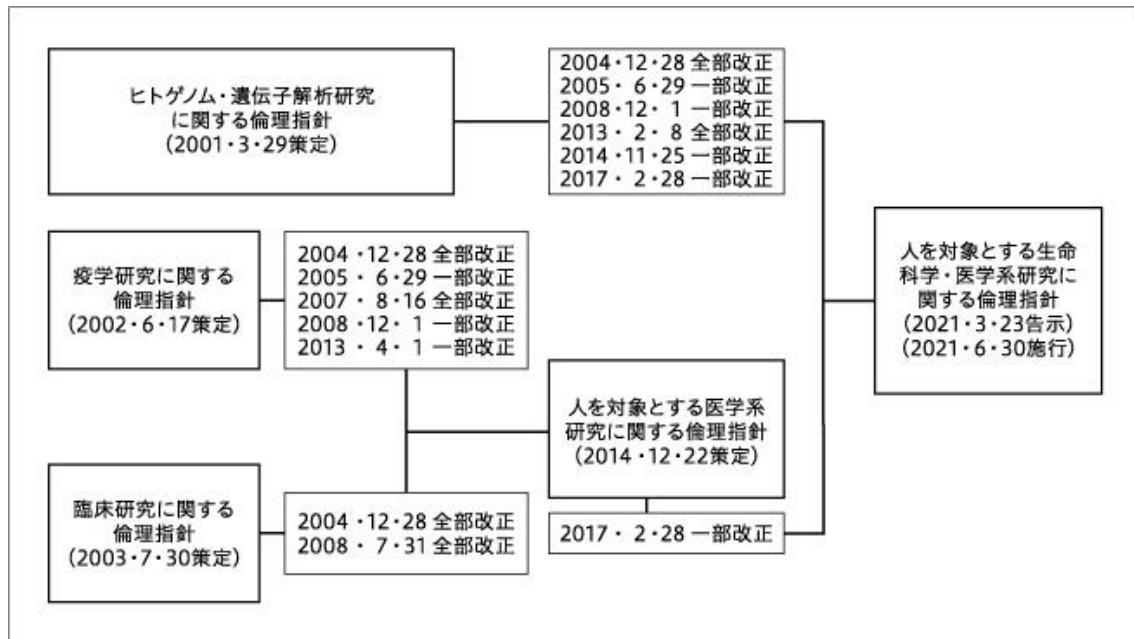 ヒトゲノム・遺伝子解析研究
に関する倫理指針
(2001・3・29策定)
2004・12・28 全部改正
2005・ 6・29 一部改正
2008・12・ 1 一部改正
2013・ 2・ 8 全部改正
2014・11・25 一部改正
2017・ 2・28 一部改正
疫学研究に関する
倫理指針
(2002・6・17策定)
2004・12・28 全部改正
2005・ 6・29 一部改正
2007・ 8・16 全部改正
2008・12・ 1 一部改正
2013・ 4・ 1 一部改正
臨床研究に関する
倫理指針
(2003・7・30策定)
2004・12・28 全部改正
2008・ 7・31 全部改正
人を対象とする医学系
研究に関する倫理指針
(2014・12・22策定)
2017・ 2・28 一部改正
人を対象とする生命
科学・医学系研究に
関する倫理指針
(2021・3・23告示)
(2021・6・30施行)